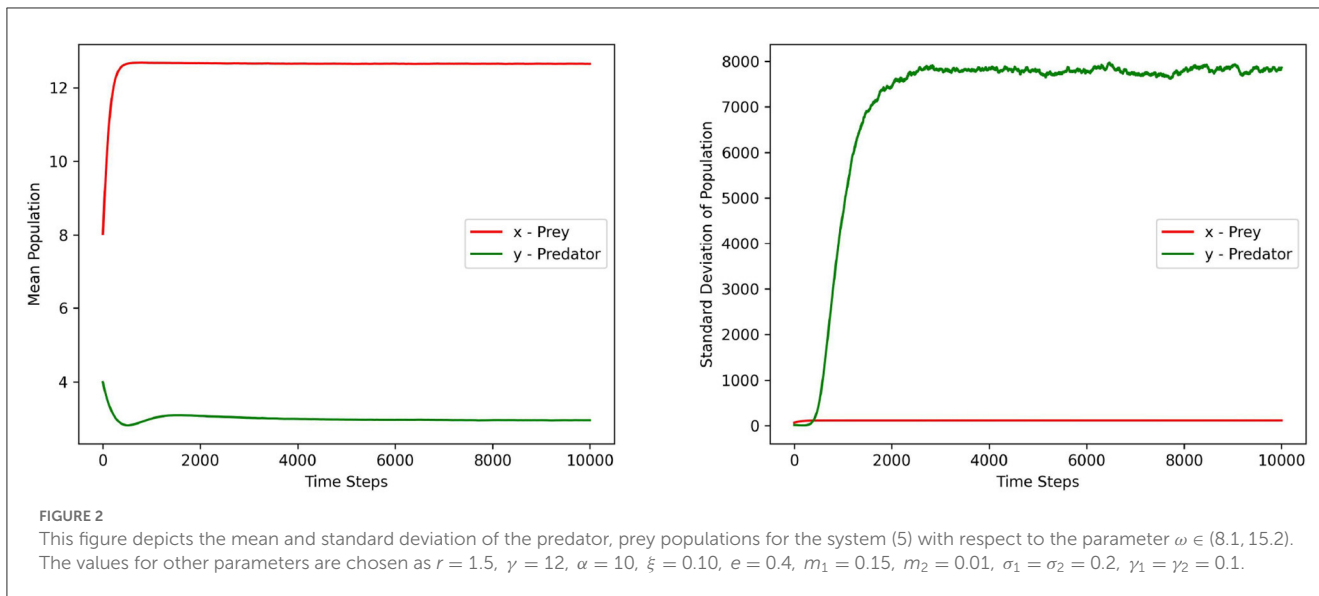 12
10
8
6
4
Mean Population
x - Prey
y - Predator
0 2000 4000 6000 8000 10000
Time Steps
8000
7000
6000
5000
4000
3000
2000
1000
0
Standard Deviation of Population
x - Prey
y - Predator
0 2000 4000 6000 8000 10000
Time Steps
FIGURE 2
This figure depicts the mean and standard deviation of the predator, prey populations for the system (5) with respect to the parameter ω ∈ (8.1, 15.2).
The values for other parameters are chosen as r = 1.5, γ = 12, α = 10, ξ = 0.10, e = 0.4, m₁ = 0.15, m₂ = 0.01, σ₁ = σ₂ = 0.2, γ₁ = γ₂ = 0.1.